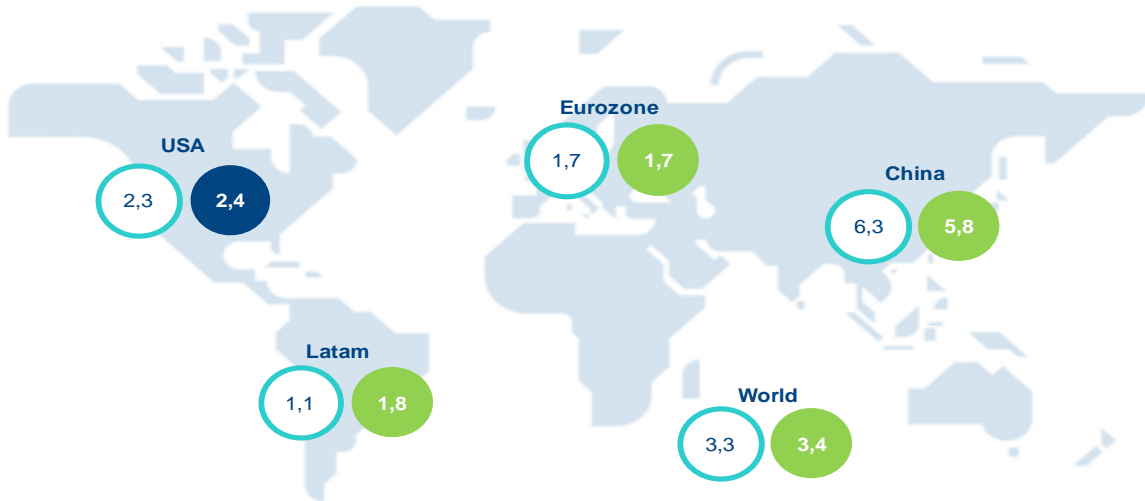 Eurozone
1,7 1,7
USA
2,3 2,4
China
6,3 5,8
Latam
1,1 1,8
World
3,3 3,4